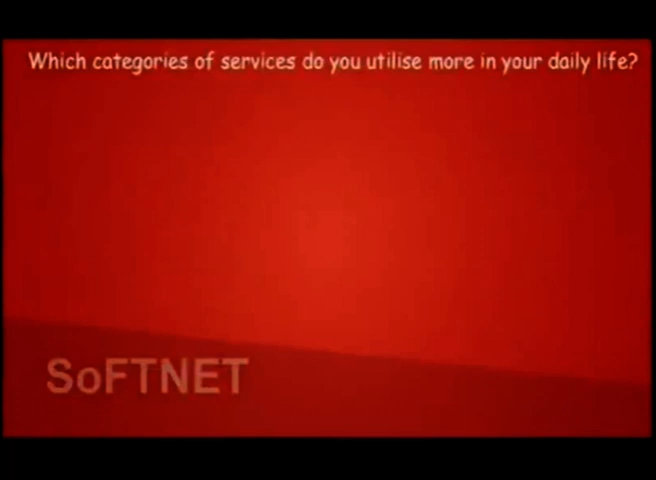 Which categories of services do you utilise more in your daily life?
SoFTNET